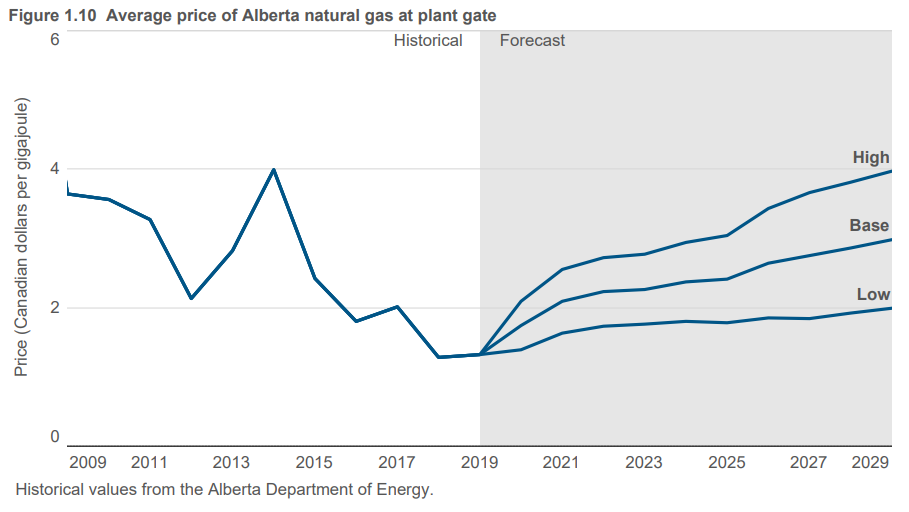 Figure 1.10 Average price of Alberta natural gas at plant gate
6
Historical
Forecast
Price (Canadian dollars per gigajoule)
4
High
Base
2
Low
0
2009 2011 2013 2015 2017 2019 2021 2023 2025 2027 2029
Historical values from the Alberta Department of Energy.